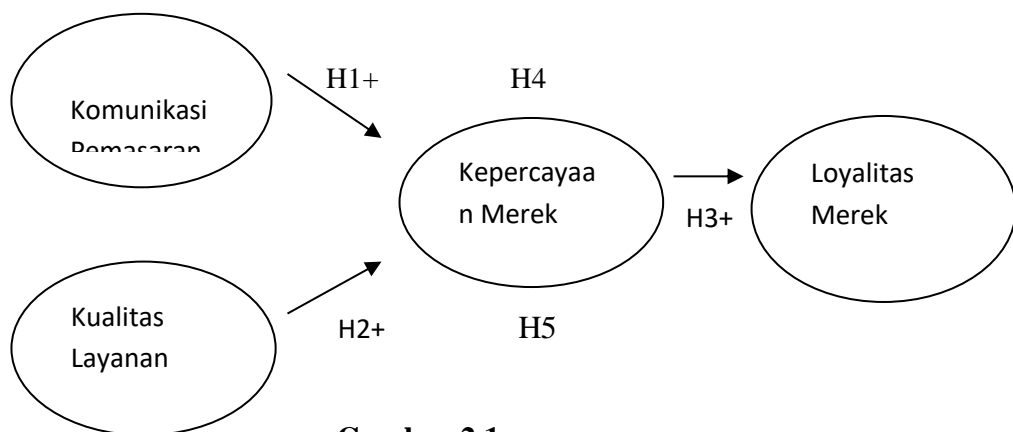 H1+
H4
Komunikasi
Pemasaran
Kepercayaa
n Merek
Loyalitas
Merek
H3+
Kualitas
Layanan
H2+
H5